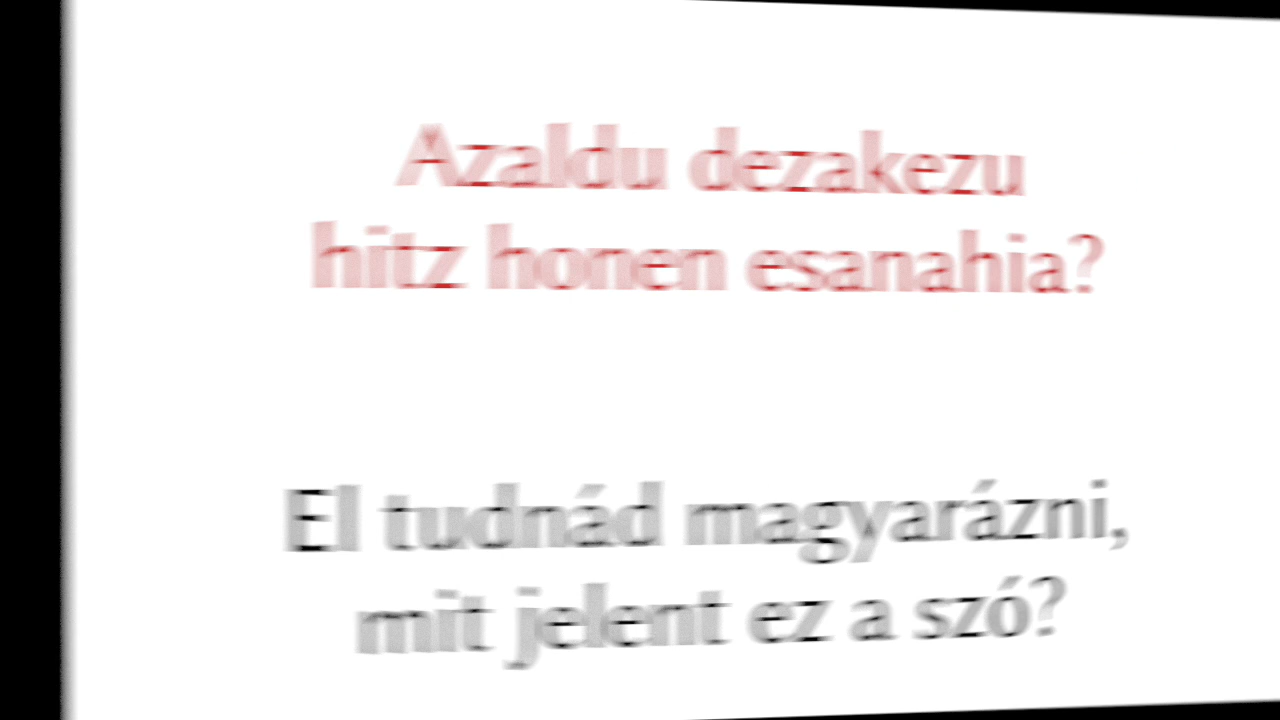 Azaldu dezakezu
hitz honen esanahia?
El tudnád magyarázni,
mit jelent ez a szó?